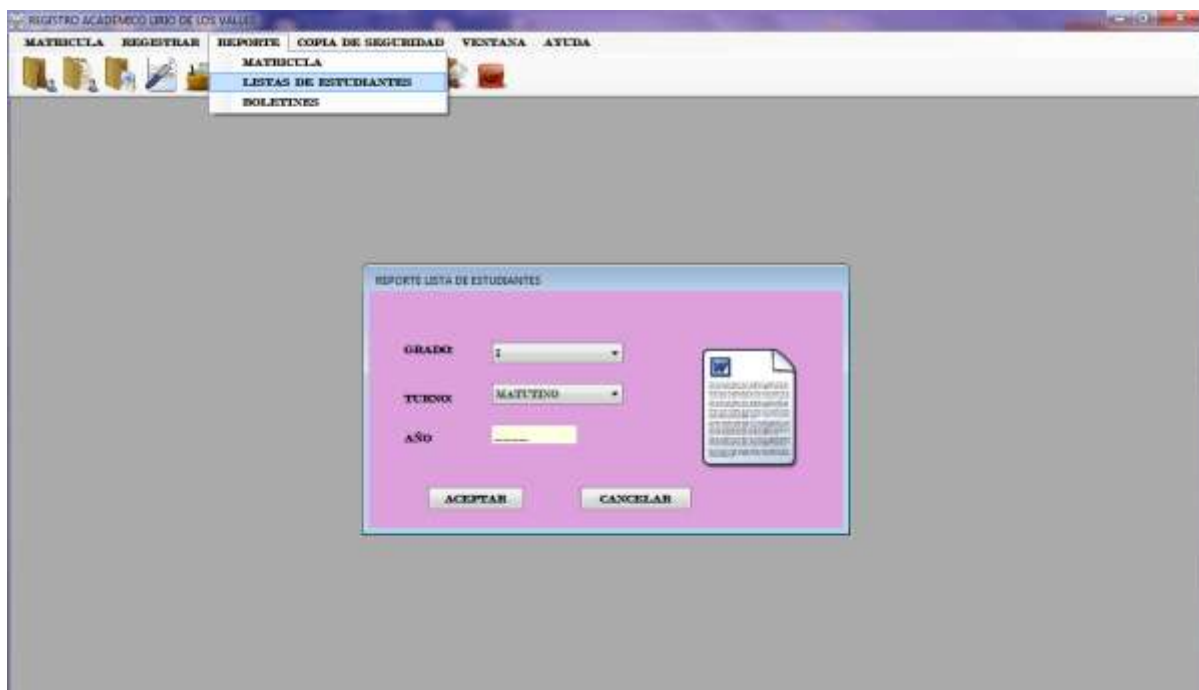 REGISTRO ACADEMICO LIRIO DE LOS VALLES
MATRICULA REGISTRAR REPORTE COPIA DE SEGURIDAD VENTANA AYUDA
MATRICULA
LISTAS DE ESTUDIANTES
BOLETINES
REPORTE LISTA DE ESTUDIANTES
GRADO: I
TURNO: MATUTINO
AÑO ____
W
ACEPTAR CANCELAR